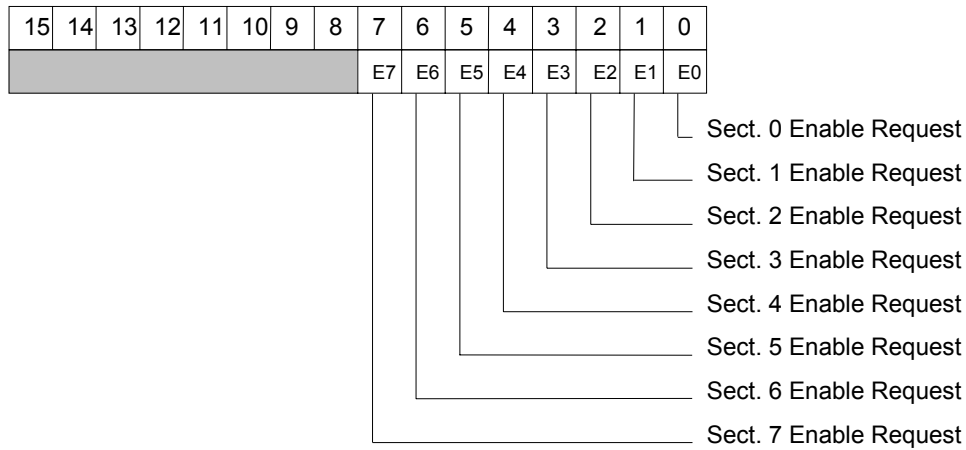 15 14 13 12 11 10 9 8 7 6 5 4 3 2 1 0
E7 E6 E5 E4 E3 E2 E1 E0
Sect. 0 Enable Request
Sect. 1 Enable Request
Sect. 2 Enable Request
Sect. 3 Enable Request
Sect. 4 Enable Request
Sect. 5 Enable Request
Sect. 6 Enable Request
Sect. 7 Enable Request